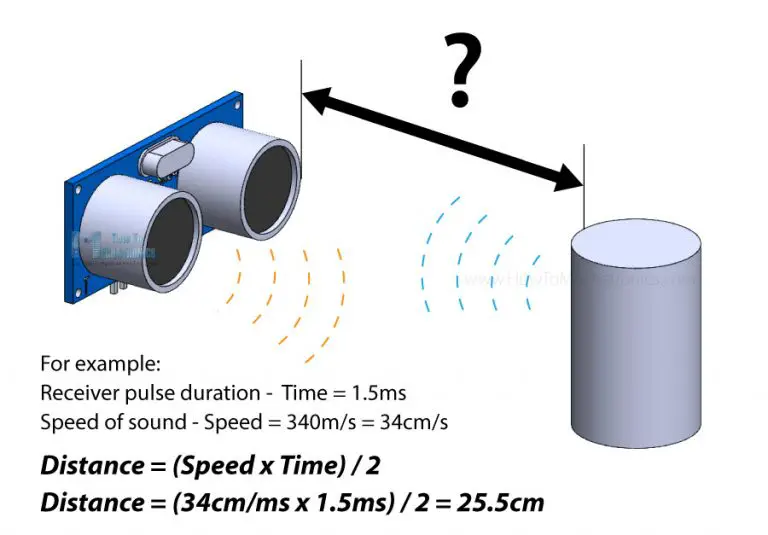 ?
For example:
Receiver pulse duration - Time = 1.5ms
Speed of sound - Speed = 340m/s = 34cm/s
Distance = (Speed x Time) / 2
Distance = (34cm/ms x 1.5ms) / 2 = 25.5cm